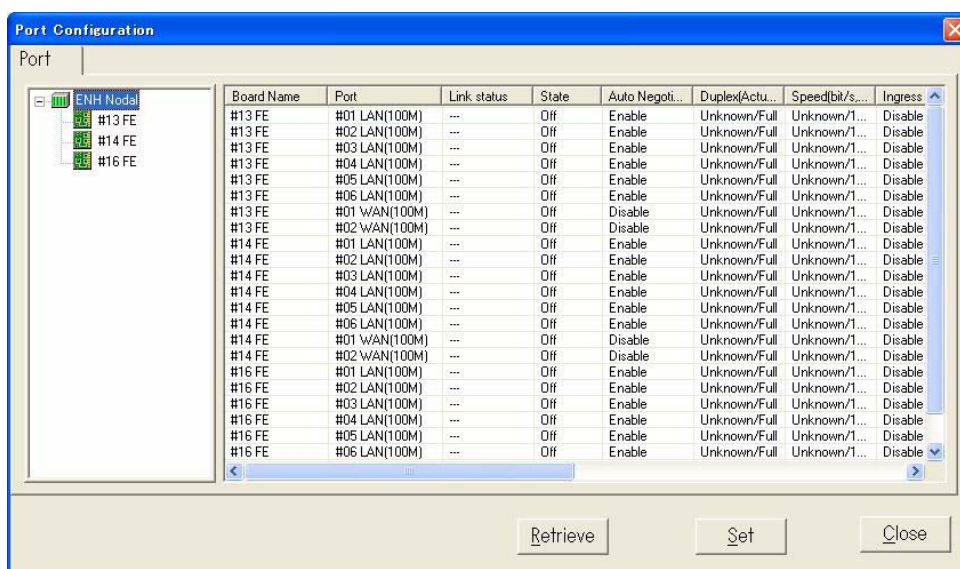 Port Configuration
Port
ENH Nodal
#13 FE
#14 FE
#16 FE
Board Name Port Link status State Auto Negoti... Duplex(Actu... Speed(bit/s,... Ingress
#13 FE #01 LAN(100M) --- Off Enable Unknown/Full Unknown/1... Disable
#13 FE #02 LAN(100M) --- Off Enable Unknown/Full Unknown/1... Disable
#13 FE #03 LAN(100M) --- Off Enable Unknown/Full Unknown/1... Disable
#13 FE #04 LAN(100M) --- Off Enable Unknown/Full Unknown/1... Disable
#13 FE #05 LAN(100M) --- Off Enable Unknown/Full Unknown/1... Disable
#13 FE #06 LAN(100M) --- Off Enable Unknown/Full Unknown/1... Disable
#13 FE #01 WAN(100M) --- Off Disable Unknown/Full Unknown/1... Disable
#13 FE #02 WAN(100M) --- Off Disable Unknown/Full Unknown/1... Disable
#14 FE #01 LAN(100M) --- Off Enable Unknown/Full Unknown/1... Disable
#14 FE #02 LAN(100M) --- Off Enable Unknown/Full Unknown/1... Disable
#14 FE #03 LAN(100M) --- Off Enable Unknown/Full Unknown/1... Disable
#14 FE #04 LAN(100M) --- Off Enable Unknown/Full Unknown/1... Disable
#14 FE #05 LAN(100M) --- Off Enable Unknown/Full Unknown/1... Disable
#14 FE #06 LAN(100M) --- Off Enable Unknown/Full Unknown/1... Disable
#14 FE #01 WAN(100M) --- Off Disable Unknown/Full Unknown/1... Disable
#14 FE #02 WAN(100M) --- Off Disable Unknown/Full Unknown/1... Disable
#16 FE #01 LAN(100M) --- Off Enable Unknown/Full Unknown/1... Disable
#16 FE #02 LAN(100M) --- Off Enable Unknown/Full Unknown/1... Disable
#16 FE #03 LAN(100M) --- Off Enable Unknown/Full Unknown/1... Disable
#16 FE #04 LAN(100M) --- Off Enable Unknown/Full Unknown/1... Disable
#16 FE #05 LAN(100M) --- Off Enable Unknown/Full Unknown/1... Disable
#16 FE #06 LAN(100M) --- Off Enable Unknown/Full Unknown/1... Disable
Retrieve Set Close